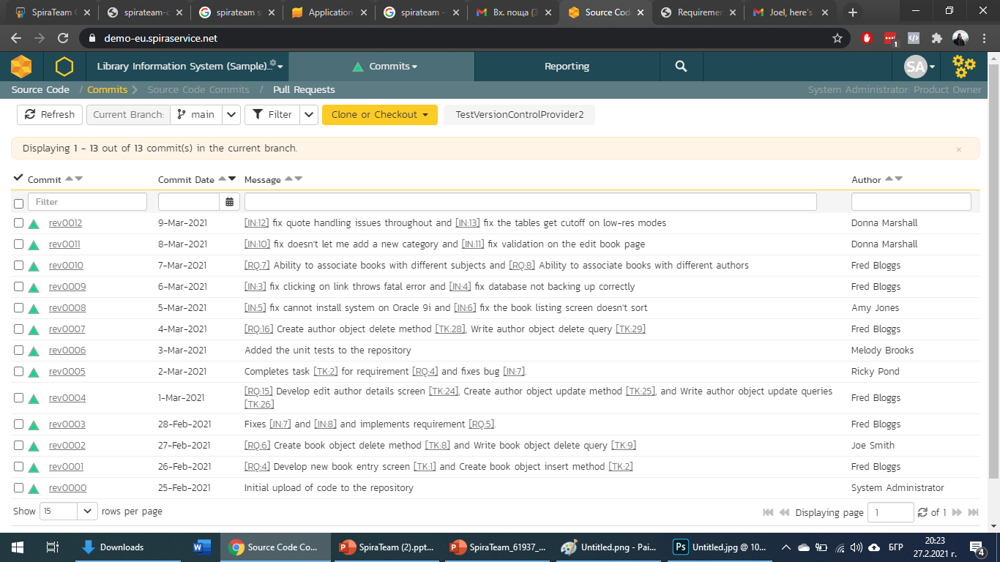 SpiraTeam
spirateam-c
spirateam s
Application
spirateam -
Вх. поща (3
Source Cod
Requiremer
Joel, here's
demo-eu.spiraservice.net
1
Library Information System (Sample)...
Commits
Reporting
SA
Source Code / Commits Source Code Commits / Pull Requests
System Administrator: Product Owner
Refresh
Current Branch:
main
Filter
Clone or Checkout
TestVersionControlProvider2
Displaying 1 - 13 out of 13 commit(s) in the current branch.
Commit Commit Date Message Author
Filter
rev0012 9-Mar-2021 [IN:12] fix quote handling issues throughout and [IN:13] fix the tables get cutoff on low-res modes Donna Marshall
rev0011 8-Mar-2021 [IN:10] fix doesn't let me add a new category and [IN:11] fix validation on the edit book page Donna Marshall
rev0010 7-Mar-2021 [RQ:7] Ability to associate books with different subjects and [RQ:8] Ability to associate books with different authors Fred Bloggs
rev0009 6-Mar-2021 [IN:3] fix clicking on link throws fatal error and [IN:4] fix database not backing up correctly Fred Bloggs
rev0008 5-Mar-2021 [IN:5] fix cannot install system on Oracle 9i and [IN:6] fix the book listing screen doesn't sort Amy Jones
rev0007 4-Mar-2021 [RQ:16] Create author object delete method [TK:28], Write author object delete query [TK:29] Fred Bloggs
rev0006 3-Mar-2021 Added the unit tests to the repository Melody Brooks
rev0005 2-Mar-2021 Completes task [TK:2] for requirement [RQ:4] and fixes bug [IN:7]. Ricky Pond
rev0004 1-Mar-2021 [RQ:15] Develop edit author details screen [TK:24], Create author object update method [TK:25], and Write author object update queries Fred Bloggs
[TK:26]
rev0003 28-Feb-2021 Fixes [IN:7] and [IN:8] and implements requirement [RQ:5]. Fred Bloggs
rev0002 27-Feb-2021 [RQ:6] Create book object delete method [TK:8] and Write book object delete query [TK:9] Joe Smith
rev0001 26-Feb-2021 [RQ:4] Develop new book entry screen [TK:1] and Create book object insert method [TK:2] Fred Bloggs
rev0000 25-Feb-2021 Initial upload of code to the repository System Administrator
Show 15 rows per page
Displaying page 1 of 1
Downloads
Source Code Co...
SpiraTeam (2).ppt...
SpiraTeam_61937_...
Untitled.png - Pai...
Untitled.jpg @ 10...
БГР
20:23
27.2.2021 г.
4